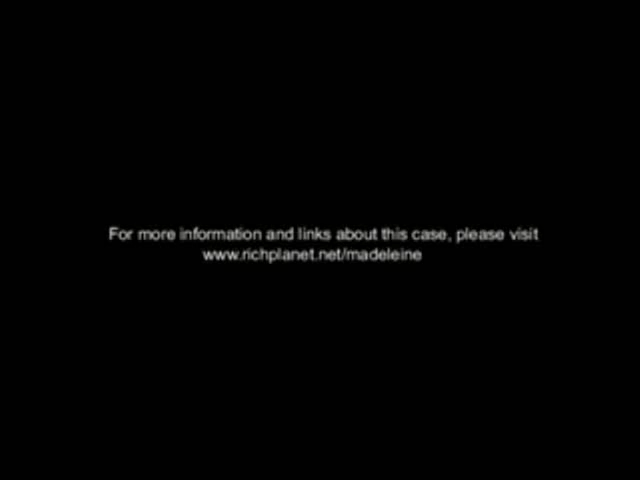 For more information and links about this case, please visit
www.richplanet.net/madeleine